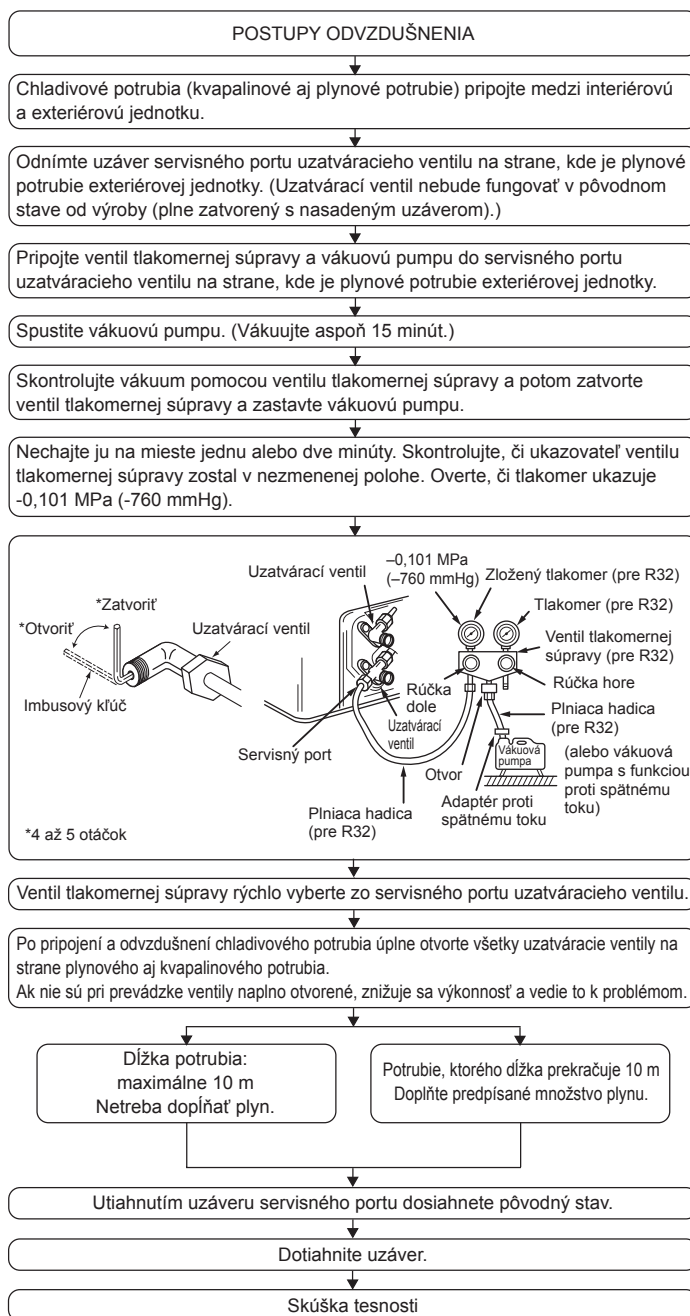 POSTUPY ODVZDUŠNENIA
Chladivové potrubia (kvapalinové aj plynové potrubie) pripojte medzi interiérovú
a exteriérovú jednotku.
Odnímte uzáver servisného portu uzatváracieho ventilu na strane, kde je plynové
potrubie exteriérovej jednotky. (Uzatvárací ventil nebude fungovať v pôvodnom
stave od výroby (plne zatvorený s nasadeným uzáverom).)
Pripojte ventil tlakomernej súpravy a vákuovú pumpu do servisného portu
uzatváracieho ventilu na strane, kde je plynové potrubie exteriérovej jednotky.
Spustite vákuovú pumpu. (Vákuujte aspoň 15 minút.)
Skontrolujte vákuum pomocou ventilu tlakomernej súpravy a potom zatvorte
ventil tlakomernej súpravy a zastavte vákuovú pumpu.
Nechajte ju na mieste jednu alebo dve minúty. Skontrolujte, či ukazovateľ ventilu
tlakomernej súpravy zostal v nezmenenej polohe. Overte, či tlakomer ukazuje
-0,101 MPa (-760 mmHg).
*Zatvoriť
*Otvoriť
Uzatvárací ventil
Imbusový kľúč
*4 až 5 otáčok
Uzatvárací ventil
–0,101 MPa
(–760 mmHg)
Zložený tlakomer (pre R32)
Tlakomer (pre R32)
Ventil tlakomernej
súpravy (pre R32)
Rúčka
dole
Rúčka hore
Uzatvárací
ventil
Servisný port
Plniaca hadica
(pre R32)
Otvor
Plniaca hadica
(pre R32)
Vákuová
pumpa
(alebo vákuová
pumpa s funkciou
proti spätnému
toku)
Adaptér proti
spätnému toku
Ventil tlakomernej súpravy rýchlo vyberte zo servisného portu uzatváracieho ventilu.
Po pripojení a odvzdušnení chladivového potrubia úplne otvorte všetky uzatváracie ventily na
strane plynového aj kvapalinového potrubia.
Ak nie sú pri prevádzke ventily naplno otvorené, znižuje sa výkonnosť a vedie to k problémom.
Dĺžka potrubia:
maximálne 10 m
Netreba dopĺňať plyn.
Potrubie, ktorého dĺžka prekračuje 10 m
Doplňte predpísané množstvo plynu.
Utiahnutím uzáveru servisného portu dosiahnete pôvodný stav.
Dotiahnite uzáver.
Skúška tesnosti